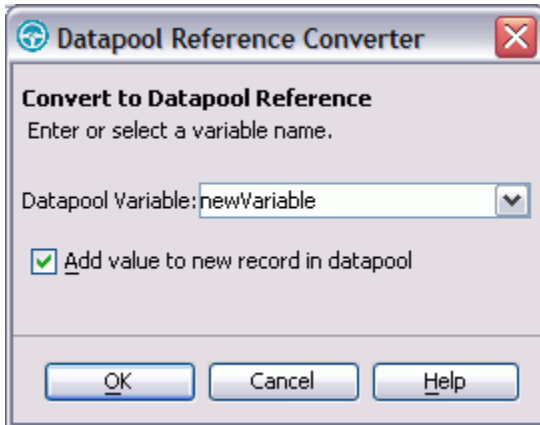 Datapool Reference Converter
Convert to Datapool Reference
Enter or select a variable name.
Datapool Variable: newVariable
Add value to new record in datapool
OK Cancel Help